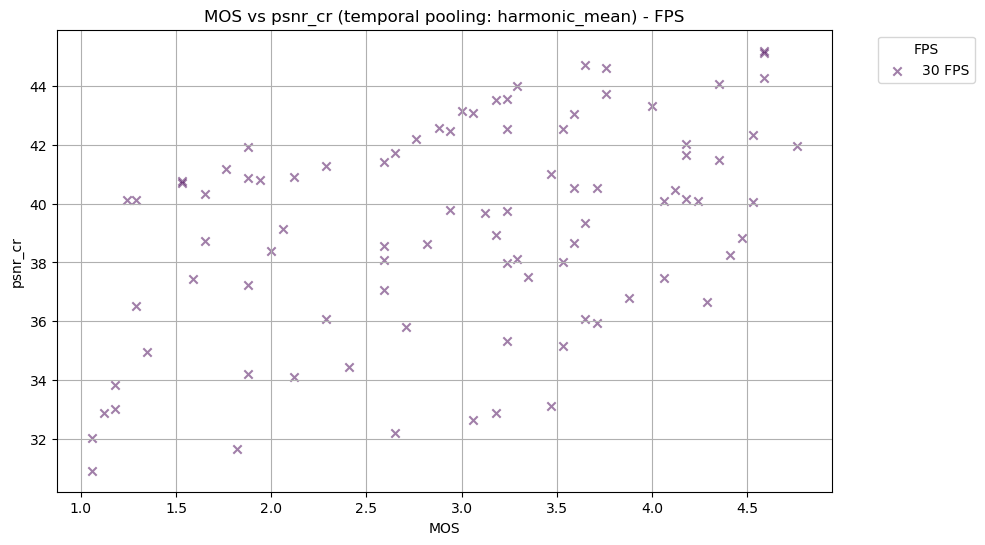 MOS vs psnr_cr (temporal pooling: harmonic_mean) - FPS
FPS
30 FPS
psnr_cr
44
42
40
38
36
34
32
1.0 1.5 2.0 2.5 3.0 3.5 4.0 4.5
MOS